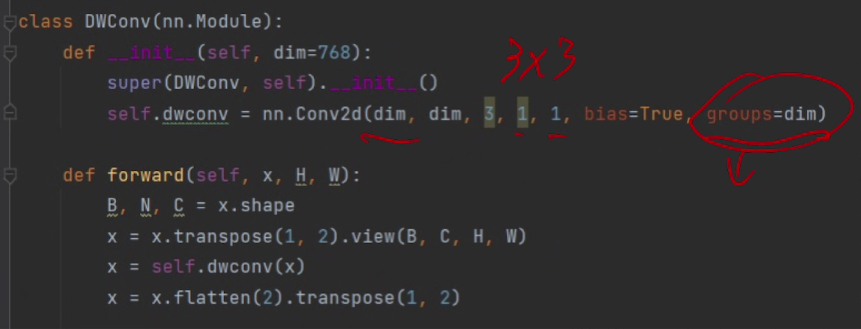 class DWConv(nn.Module):
def __init__(self, dim=768):
3x3
super(DWConv, self).__init__()
self.dwconv = nn.Conv2d(dim, dim, 3, 1, 1, bias=True, groups=dim)
def forward(self, x, H, W):
B, N, C = x.shape
x = x.transpose(1, 2).view(B, C, H, W)
x = self.dwconv(x)
x = x.flatten(2).transpose(1, 2)